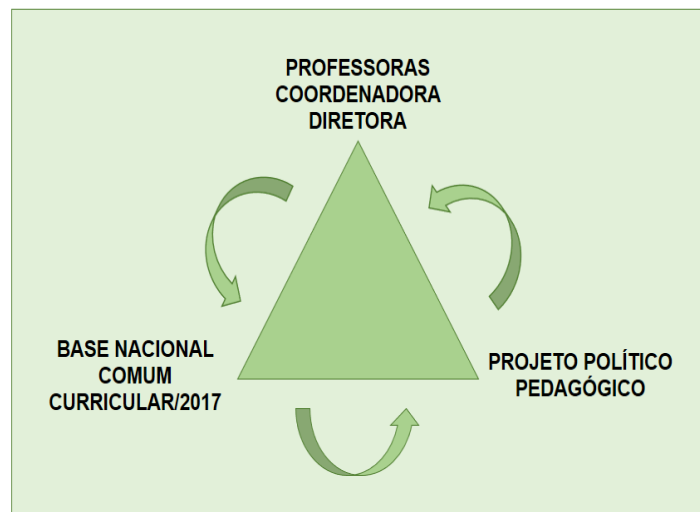 PROFESSORAS
COORDENADORA
DIRETORA
BASE NACIONAL
COMUM
CURRICULAR/2017
PROJETO POLÍTICO
PEDAGÓGICO